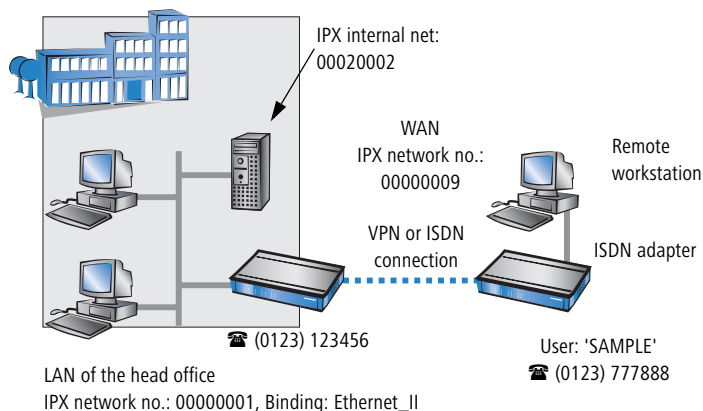 IPX internal net:
00020002
WAN
IPX network no.:
00000009
Remote
workstation
VPN or ISDN
connection
ISDN adapter
☎ (0123) 123456
User: 'SAMPLE'
☎ (0123) 777888
LAN of the head office
IPX network no.: 00000001, Binding: Ethernet_II